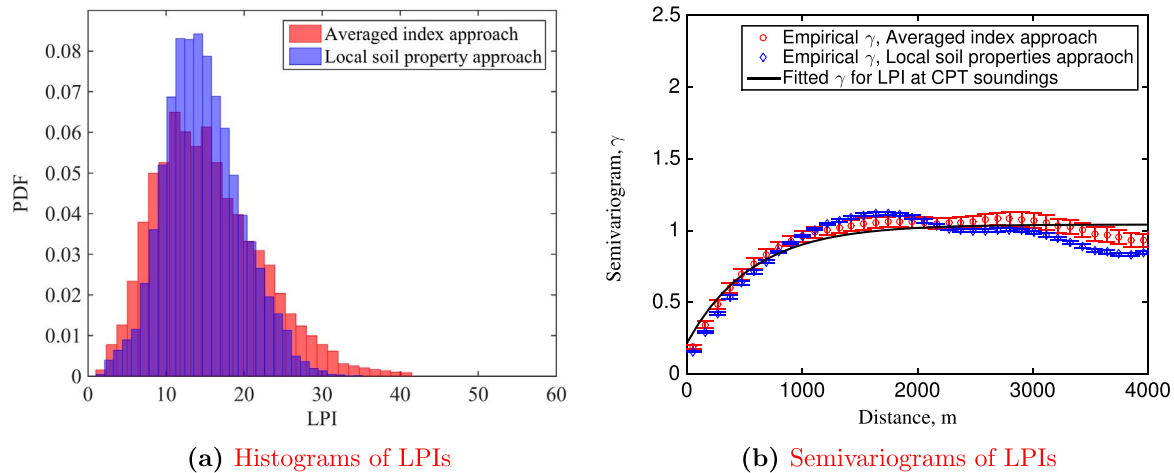 Averaged index approach
Local soil property approach
0.08
0.07
0.06
0.05
0.04
0.03
0.02
0.01
0
PDF
0 10 20 30 40 50 60
LPI
(a) Histograms of LPIs
Empirical γ, Averaged index approach
Empirical γ, Local soil properties appraoch
Fitted γ for LPI at CPT soundings
2.5
2
1.5
1
0.5
0
Semivariogram, γ
0 1000 2000 3000 4000
Distance, m
(b) Semivariograms of LPIs